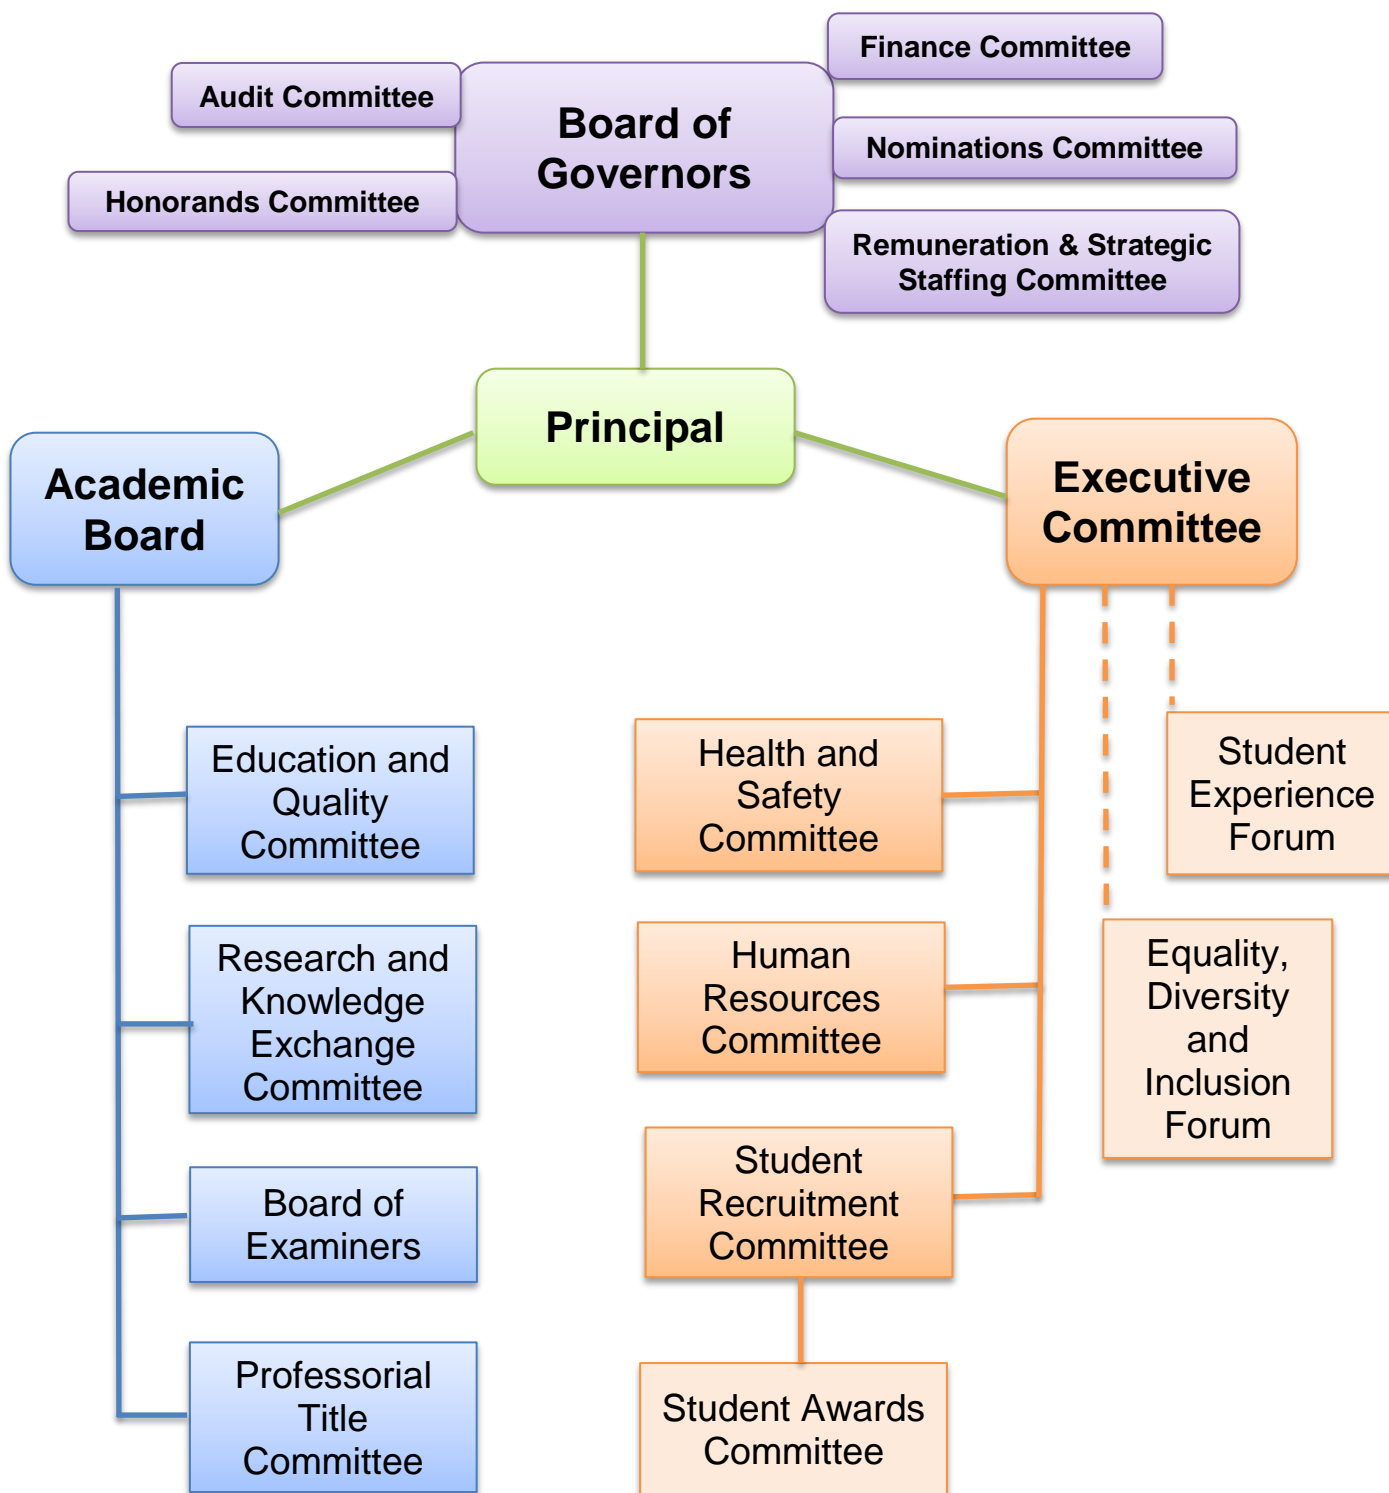 Finance Committee
Audit Committee
Board of
Governors
Nominations Committee
Honorands Committee
Remuneration & Strategic
Staffing Committee
Principal
Academic
Board
Executive
Committee
Education and
Quality
Committee
Research and
Knowledge
Exchange
Committee
Board of
Examiners
Professorial
Title
Committee
Health and
Safety
Committee
Human
Resources
Committee
Student
Recruitment
Committee
Student Awards
Committee
Student
Experience
Forum
Equality,
Diversity
and
Inclusion
Forum